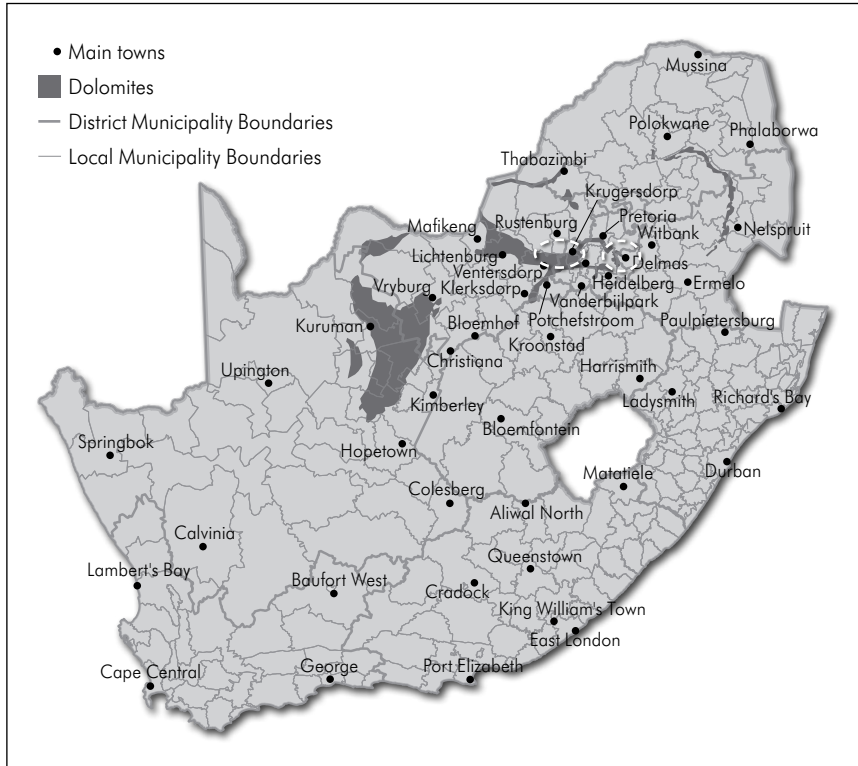 Main towns
Dolomites
District Municipality Boundaries
Local Municipality Boundaries
Mussina
Polokwane
Phalaborwa
Thabazimbi
Krugersdorp
Pretoria
Rustenburg
Mafikeng
Witbank
Nelspruit
Lichtenburg
Delmas
Ventersdorp
Heidelberg
Ermelo
Vryburg
Klerksdorp
Vanderbijlpark
Potchefstroom
Kuruman
Bloemhof
Paulpietersburg
Kroonstad
Christiana
Harrismith
Upington
Kimberley
Ladysmith
Richard's Bay
Bloemfontein
Springbok
Hopetown
Matatiele
Durban
Colesberg
Aliwal North
Calvinia
Queenstown
Lambert's Bay
Baufort West
Cradock
King William's Town
East London
Cape Central
George
Port Elizabeth